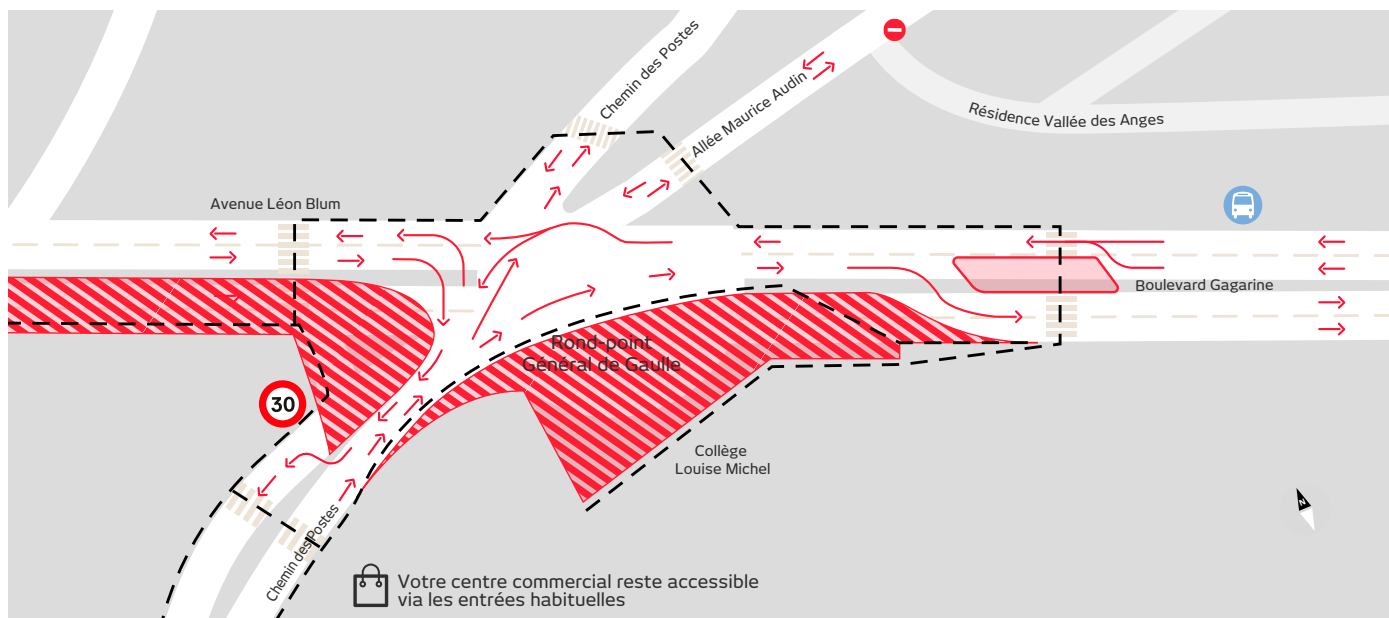 Chemin des Postes
Allée Maurice Audin
Résidence Vallée des Anges
Avenue Léon Blum
Boulevard Gagarine
Rond-point
Général de Gaulle
30
Collège
Louise Michel
N
Chemin des Postes
Votre centre commercial reste accessible
via les entrées habituelles